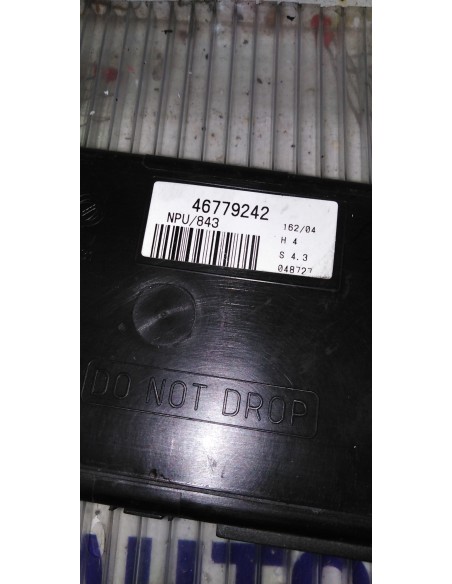 46779242
NPU/843
162/04
H 4
S 4.3
048727
DO NOT DROP